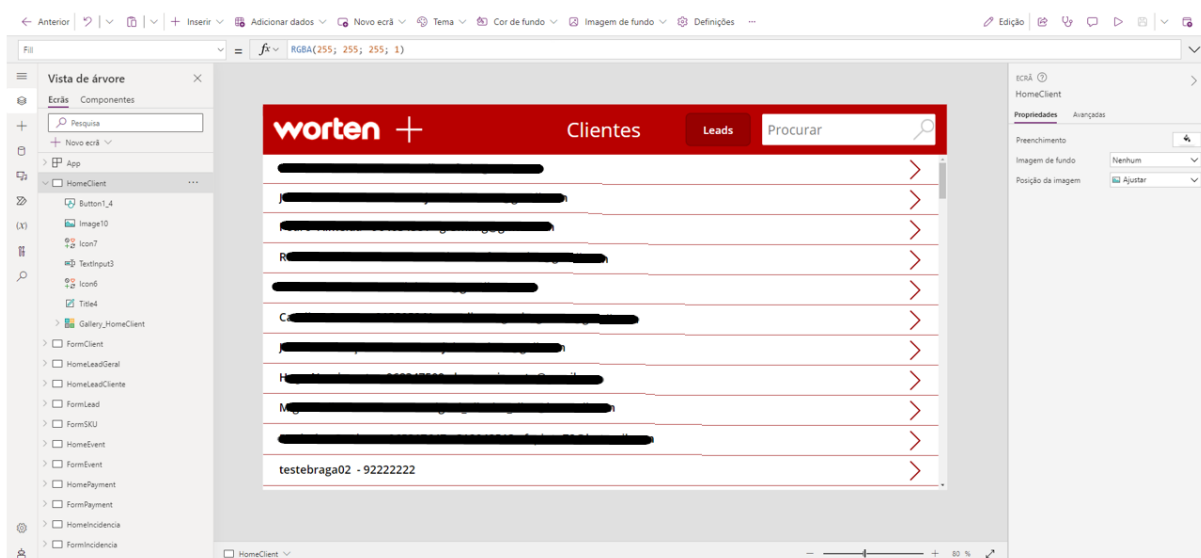 Anterior Inserir Adicionar dados Novo ecrã Tema Cor de fundo Imagem de fundo Definições ... Edição
Fill = fx RGBA(255; 255; 255; 1)
Vista de árvore
Ecrãs Componentes
Pesquisa
Novo ecrã
App
HomeClient ...
Button1_4
Image10
Icon7
TextInput3
Icon6
Title4
Gallery_HomeClient
FormClient
HomeLeadGeral
HomeLeadCliente
FormLead
FormSKU
HomeEvent
FormEvent
HomePayment
FormPayment
HomeIncidencia
FormIncidencia
worten Clientes Leads Procurar
testebraga02 - 92222222
HomeClient 80 %
ECRÃ
HomeClient
Propriedades Avançadas
Preenchimento
Imagem de fundo Nenhum
Posição da imagem Ajustar